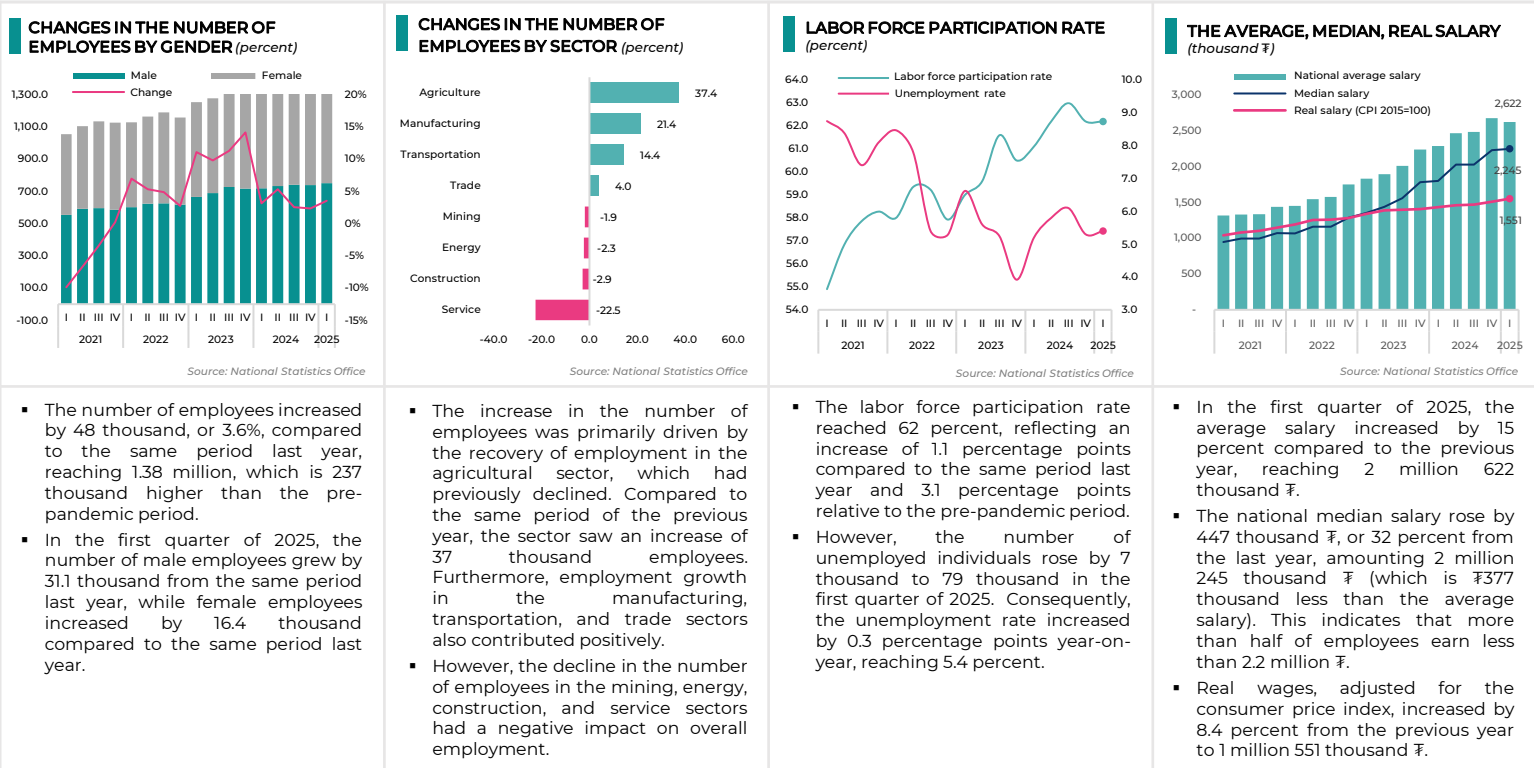 CHANGES IN THE NUMBER OF
EMPLOYEES BY GENDER (percent)
Male
Female
Change
1,300.0
1,100.0
900.0
700.0
500.0
300.0
100.0
-100.0
20%
15%
10%
5%
0%
-5%
-10%
-15%
I II III IV I II III IV I II III IV I II III IV I
2021 2022 2023 2024 2025
Source: National Statistics Office
▪ The number of employees increased
by 48 thousand, or 3.6%, compared
to the same period last year,
reaching 1.38 million, which is 237
thousand higher than the pre-
pandemic period.
▪ In the first quarter of 2025, the
number of male employees grew by
31.1 thousand from the same period
last year, while female employees
increased by 16.4 thousand
compared to the same period last
year.
CHANGES IN THE NUMBER OF
EMPLOYEES BY SECTOR (percent)
Agriculture 37.4
Manufacturing 21.4
Transportation 14.4
Trade 4.0
Mining -1.9
Energy -2.3
Construction -2.9
Service -22.5
-40.0 -20.0 0.0 20.0 40.0 60.0
Source: National Statistics Office
▪ The increase in the number of
employees was primarily driven by
the recovery of employment in the
agricultural sector, which had
previously declined. Compared to
the same period of the previous
year, the sector saw an increase of
37 thousand employees.
Furthermore, employment growth
in the manufacturing,
transportation, and trade sectors
also contributed positively.
▪ However, the decline in the number
of employees in the mining, energy,
construction, and service sectors
had a negative impact on overall
employment.
LABOR FORCE PARTICIPATION RATE
(percent)
Labor force participation rate
Unemployment rate
64.0
63.0
62.0
61.0
60.0
59.0
58.0
57.0
56.0
55.0
54.0
10.0
9.0
8.0
7.0
6.0
5.0
4.0
3.0
I II III IV I II III IV I II III IV I II III IV I
2021 2022 2023 2024 2025
Source: National Statistics Office
▪ The labor force participation rate
reached 62 percent, reflecting an
increase of 1.1 percentage points
compared to the same period last
year and 3.1 percentage points
relative to the pre-pandemic period.
▪ However, the number of
unemployed individuals rose by 7
thousand to 79 thousand in the
first quarter of 2025. Consequently,
the unemployment rate increased
by 0.3 percentage points year-on-
year, reaching 5.4 percent.
THE AVERAGE, MEDIAN, REAL SALARY
(thousand ₮)
National average salary
Median salary
Real salary (CPI 2015=100)
3,000
2,500
2,000
1,500
1,000
500
-
2,622
2,245
1,551
I II III IV I II III IV I II III IV I II III IV I
2021 2022 2023 2024 2025
Source: National Statistics Office
▪ In the first quarter of 2025, the
average salary increased by 15
percent compared to the previous
year, reaching 2 million 622
thousand ₮.
▪ The national median salary rose by
447 thousand ₮, or 32 percent from
the last year, amounting 2 million
245 thousand ₮ (which is ₮377
thousand less than the average
salary). This indicates that more
than half of employees earn less
than 2.2 million ₮.
▪ Real wages, adjusted for the
consumer price index, increased by
8.4 percent from the previous year
to 1 million 551 thousand ₮.